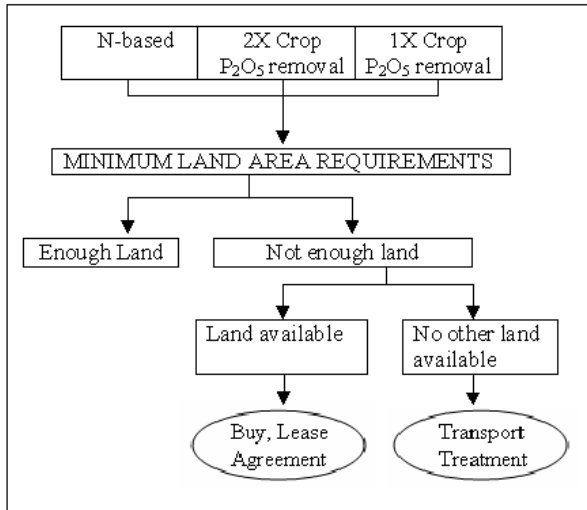 N-based
2X Crop
P₂O₅ removal
1X Crop
P₂O₅ removal
MINIMUM LAND AREA REQUIREMENTS
Enough Land
Not enough land
Land available
No other land
available
Buy, Lease
Agreement
Transport
Treatment